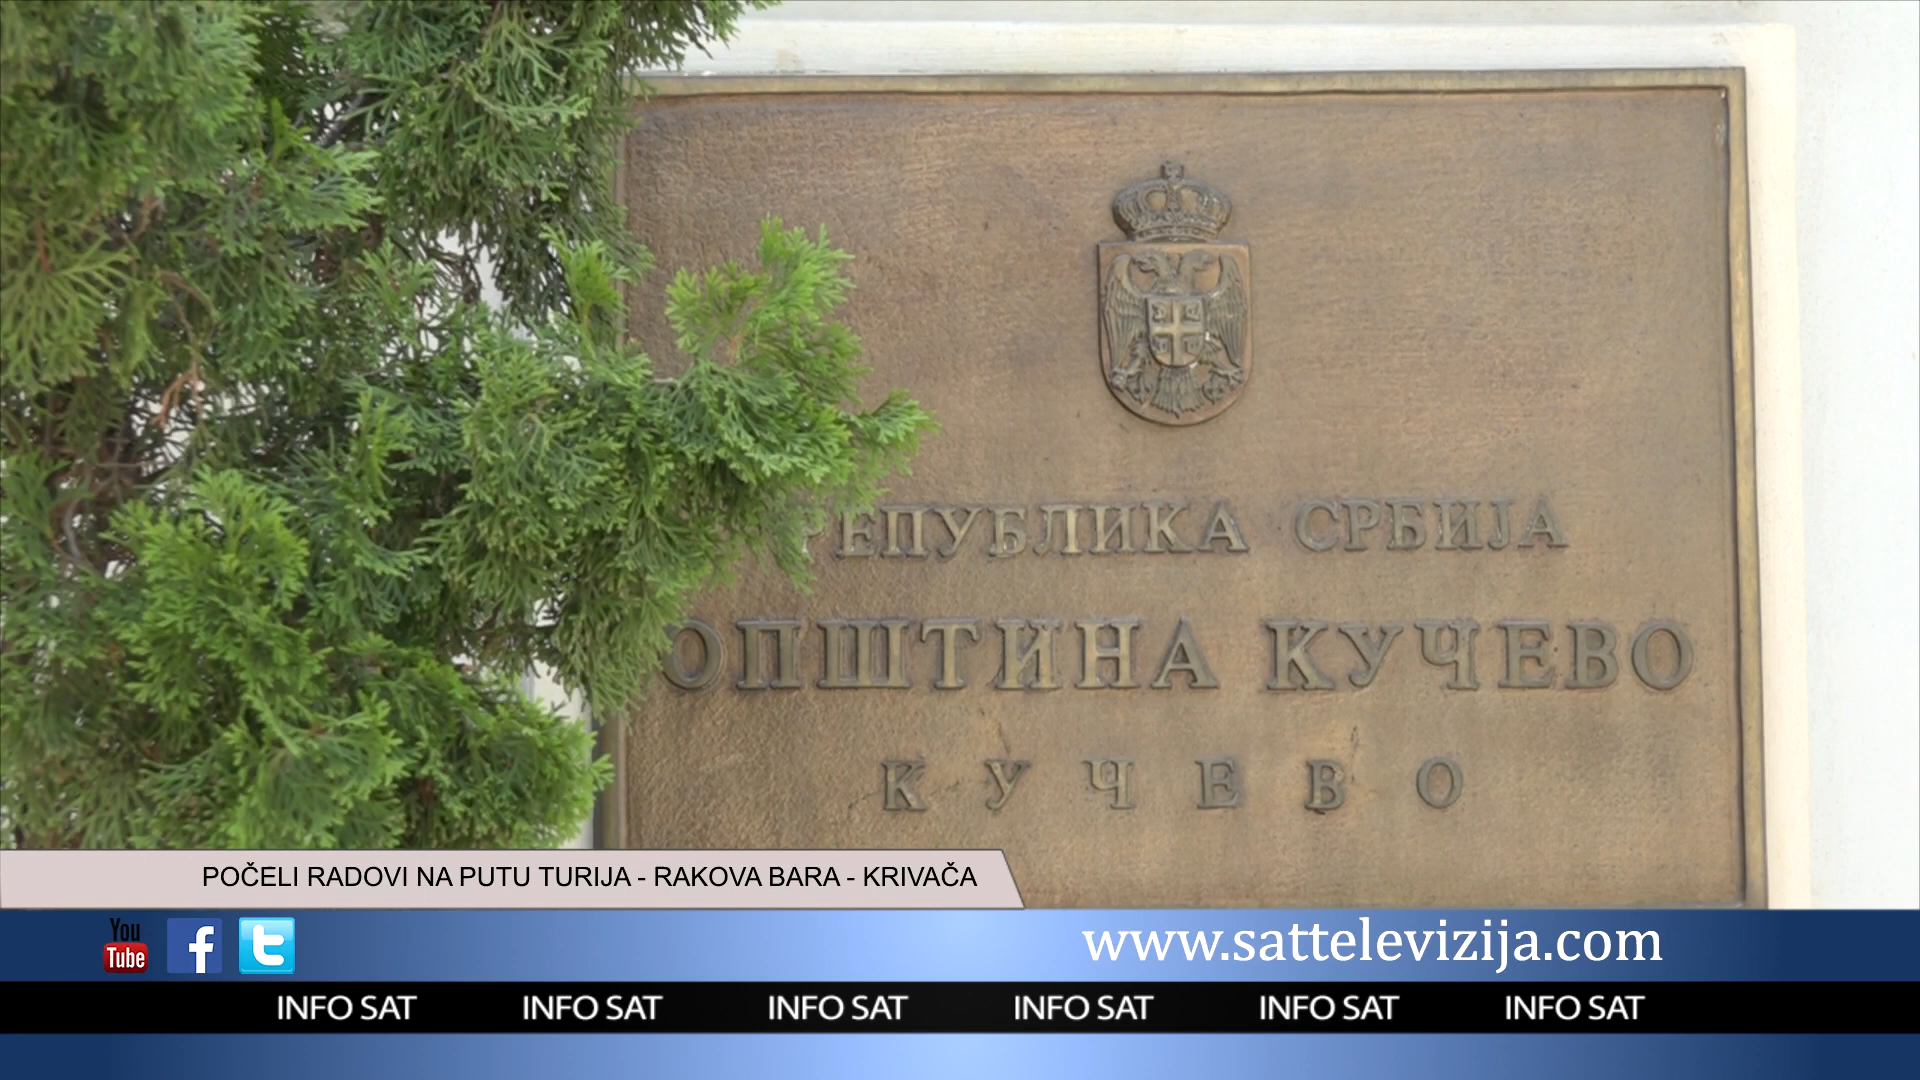 РЕПУБЛИКА СРБИЈА
ОПШТИНА КУЧЕВО
КУЧЕВО
POČELI RADOVI NA PUTU TURIJA - RAKOVA BARA - KRIVAČA
You
Tube
www.sattelevizija.com
INFO SAT INFO SAT INFO SAT INFO SAT INFO SAT INFO SAT